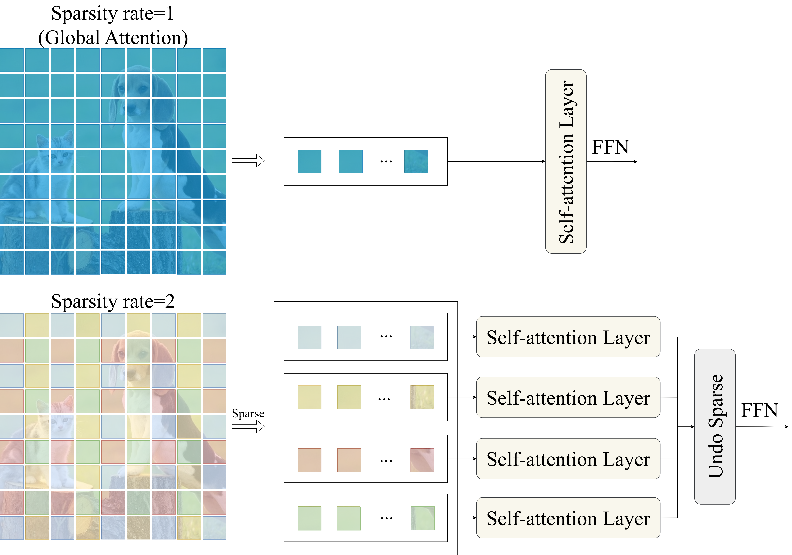 Sparsity rate=1
(Global Attention)
...
Self-attention Layer
FFN
Sparsity rate=2
Sparse
...
Self-attention Layer
...
Self-attention Layer
...
Self-attention Layer
...
Self-attention Layer
Undo Sparse
FFN